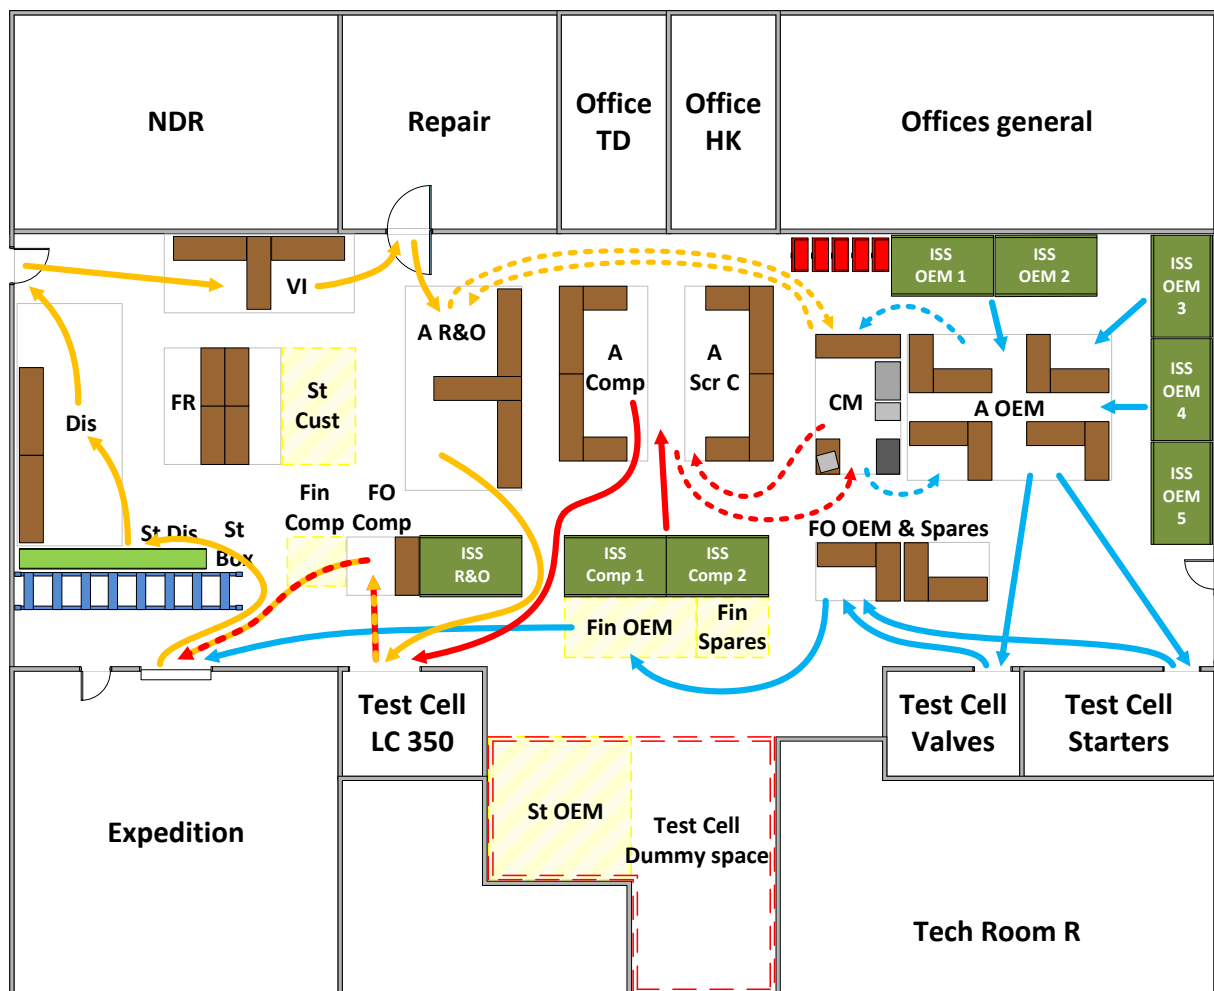 NDR
Repair
Office
TD
Office
HK
Offices general
VI
A R&O
A
Comp
A
Scr C
CM
A OEM
ISS
OEM 1
ISS
OEM 2
ISS
OEM 3
ISS
OEM 4
ISS
OEM 5
Dis
FR
St
Cust
St Dis
St
Box
Fin
Comp
FO
Comp
ISS
R&O
ISS
Comp 1
ISS
Comp 2
FO OEM & Spares
Fin OEM
Fin
Spares
Test Cell
LC 350
Test Cell
Valves
Test Cell
Starters
Expedition
St OEM
Test Cell
Dummy space
Tech Room R